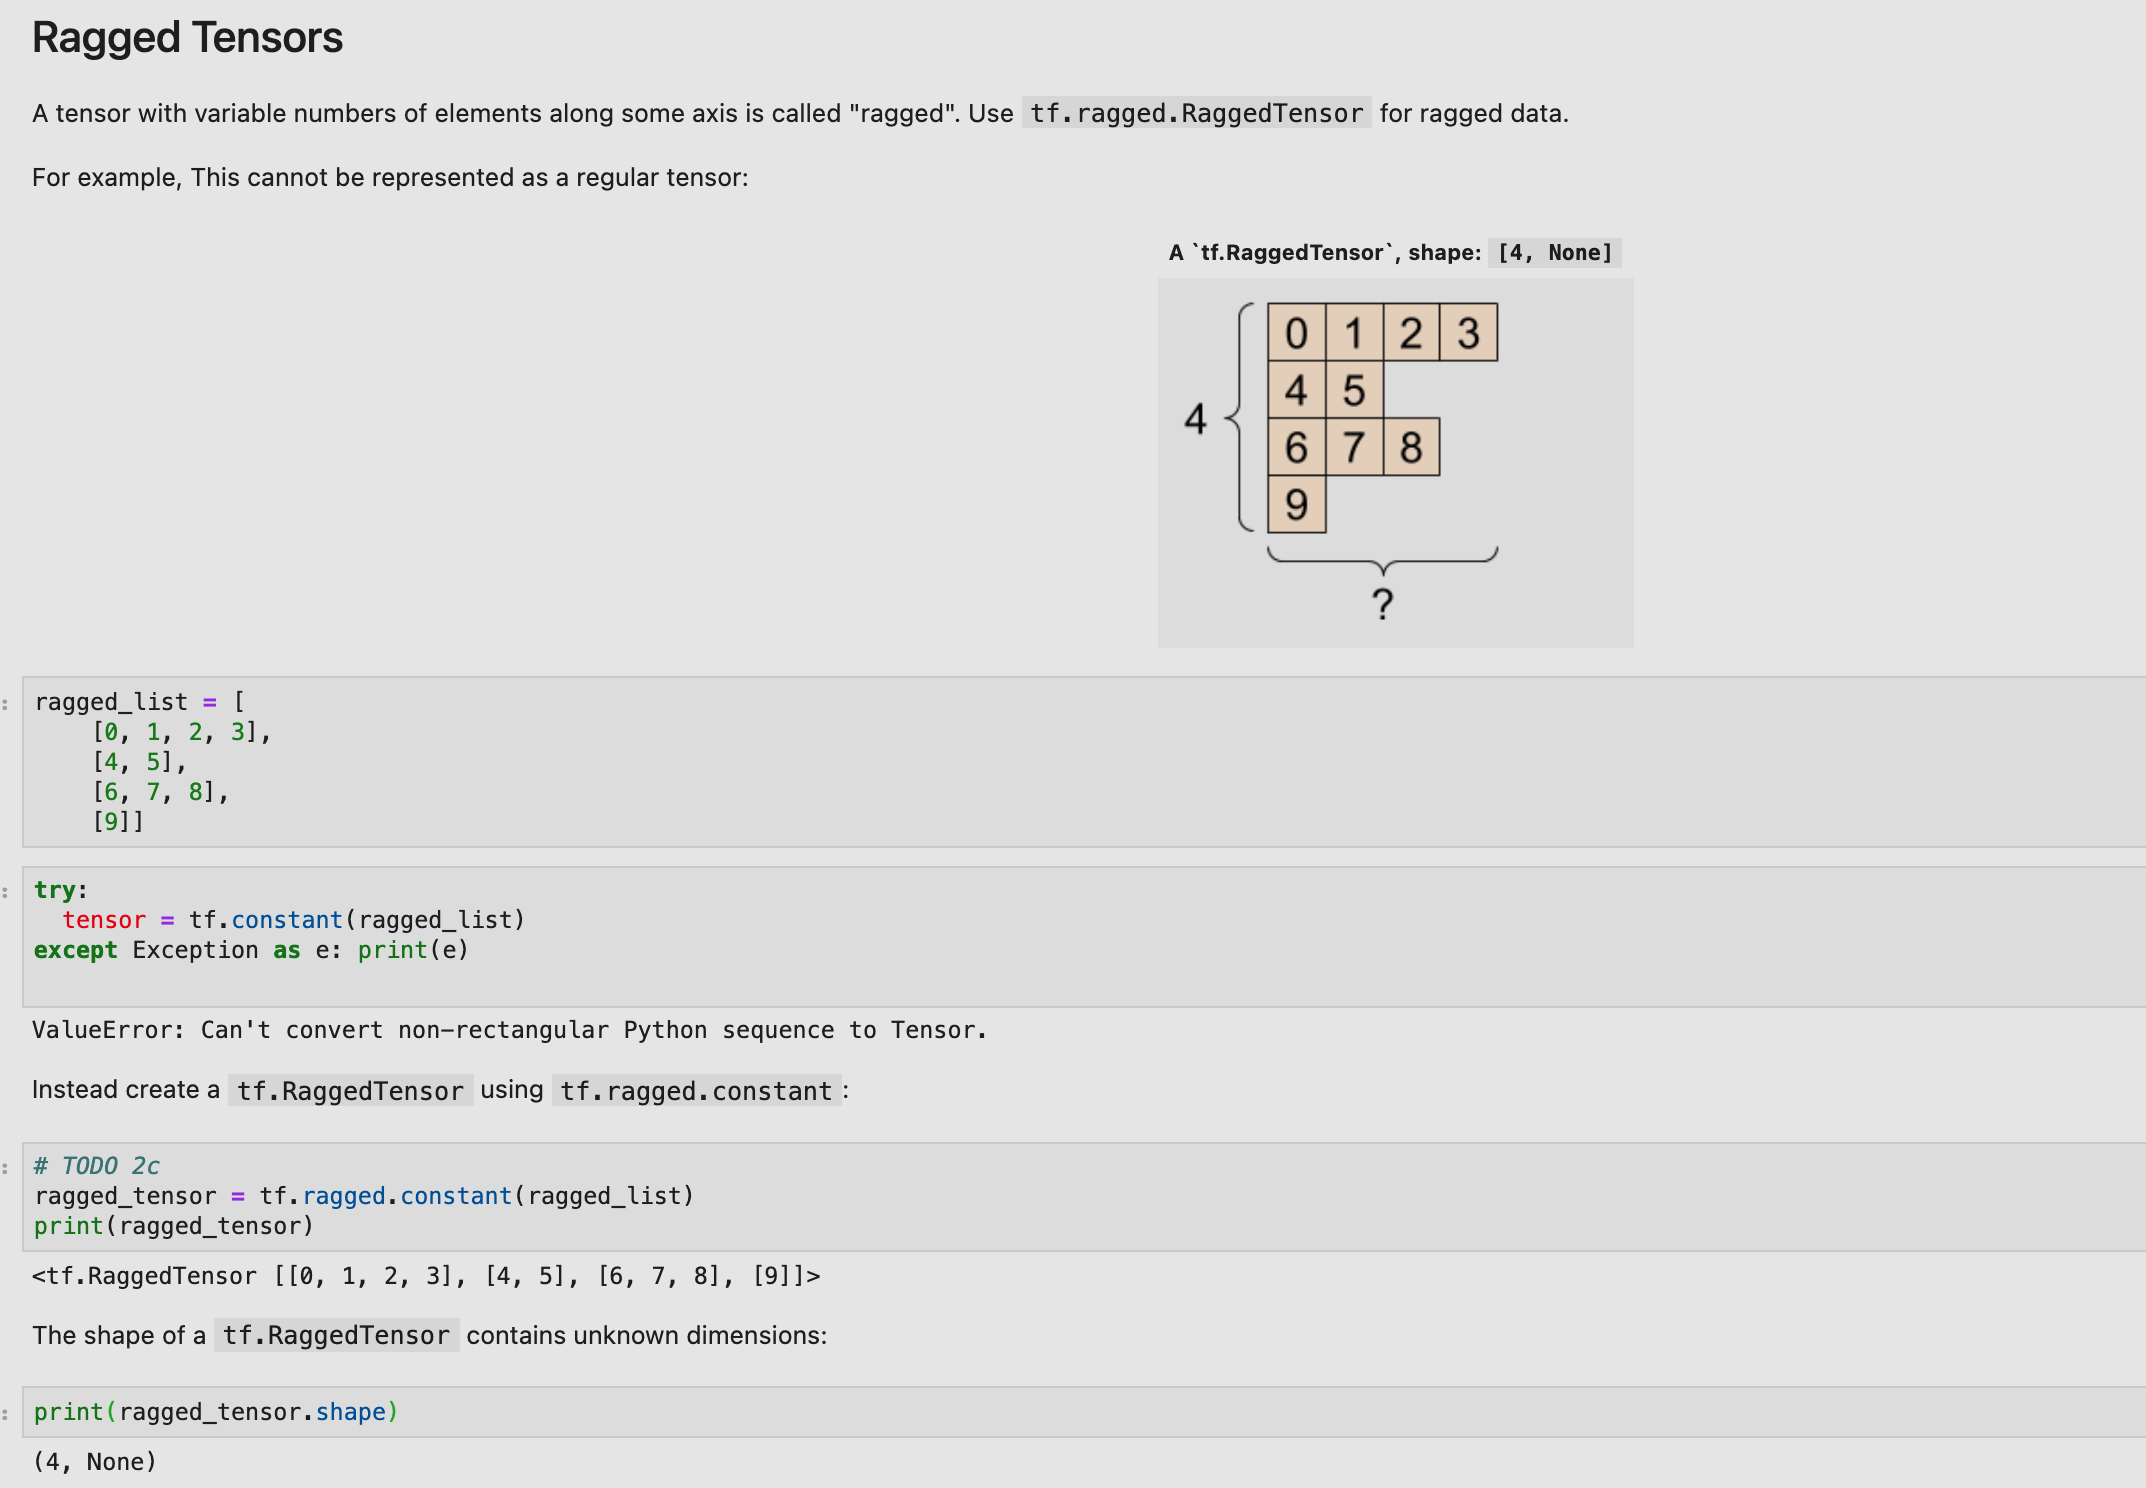 Ragged Tensors
A tensor with variable numbers of elements along some axis is called "ragged". Use tf.ragged.RaggedTensor for ragged data.
For example, This cannot be represented as a regular tensor:
A `tf.RaggedTensor`, shape: [4, None]
0 1 2 3
4 5
4
6 7 8
9
?
ragged_list = [
    [0, 1, 2, 3],
    [4, 5],
    [6, 7, 8],
    [9]]
try:
  tensor = tf.constant(ragged_list)
except Exception as e: print(e)
ValueError: Can't convert non-rectangular Python sequence to Tensor.
Instead create a tf.RaggedTensor using tf.ragged.constant:
# TODO 2c
ragged_tensor = tf.ragged.constant(ragged_list)
print(ragged_tensor)
<tf.RaggedTensor [[0, 1, 2, 3], [4, 5], [6, 7, 8], [9]]>
The shape of a tf.RaggedTensor contains unknown dimensions:
print(ragged_tensor.shape)
(4, None)